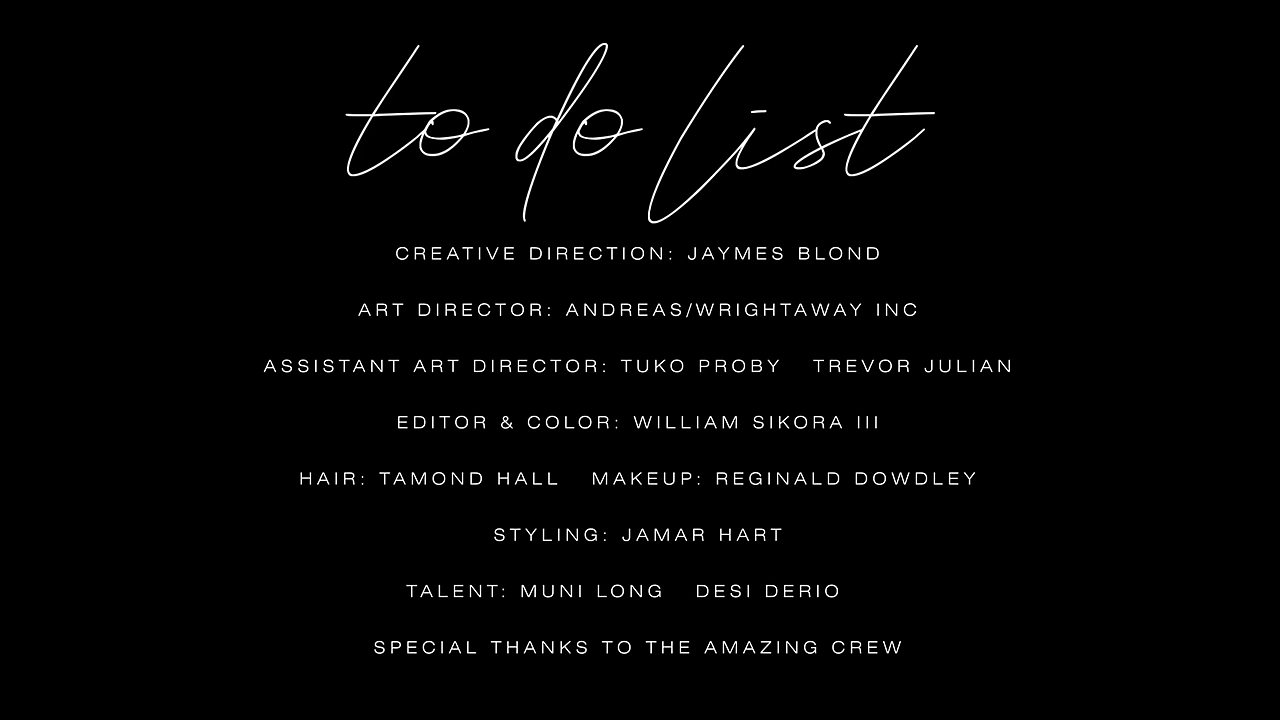 to do list
CREATIVE DIRECTION: JAYMES BLOND
ART DIRECTOR: ANDREAS/WRIGHTAWAY INC
ASSISTANT ART DIRECTOR: TUKO PROBY TREVOR JULIAN
EDITOR & COLOR: WILLIAM SIKORA III
HAIR: TAMOND HALL MAKEUP: REGINALD DOWDLEY
STYLING: JAMAR HART
TALENT: MUNI LONG DESI DERIO
SPECIAL THANKS TO THE AMAZING CREW